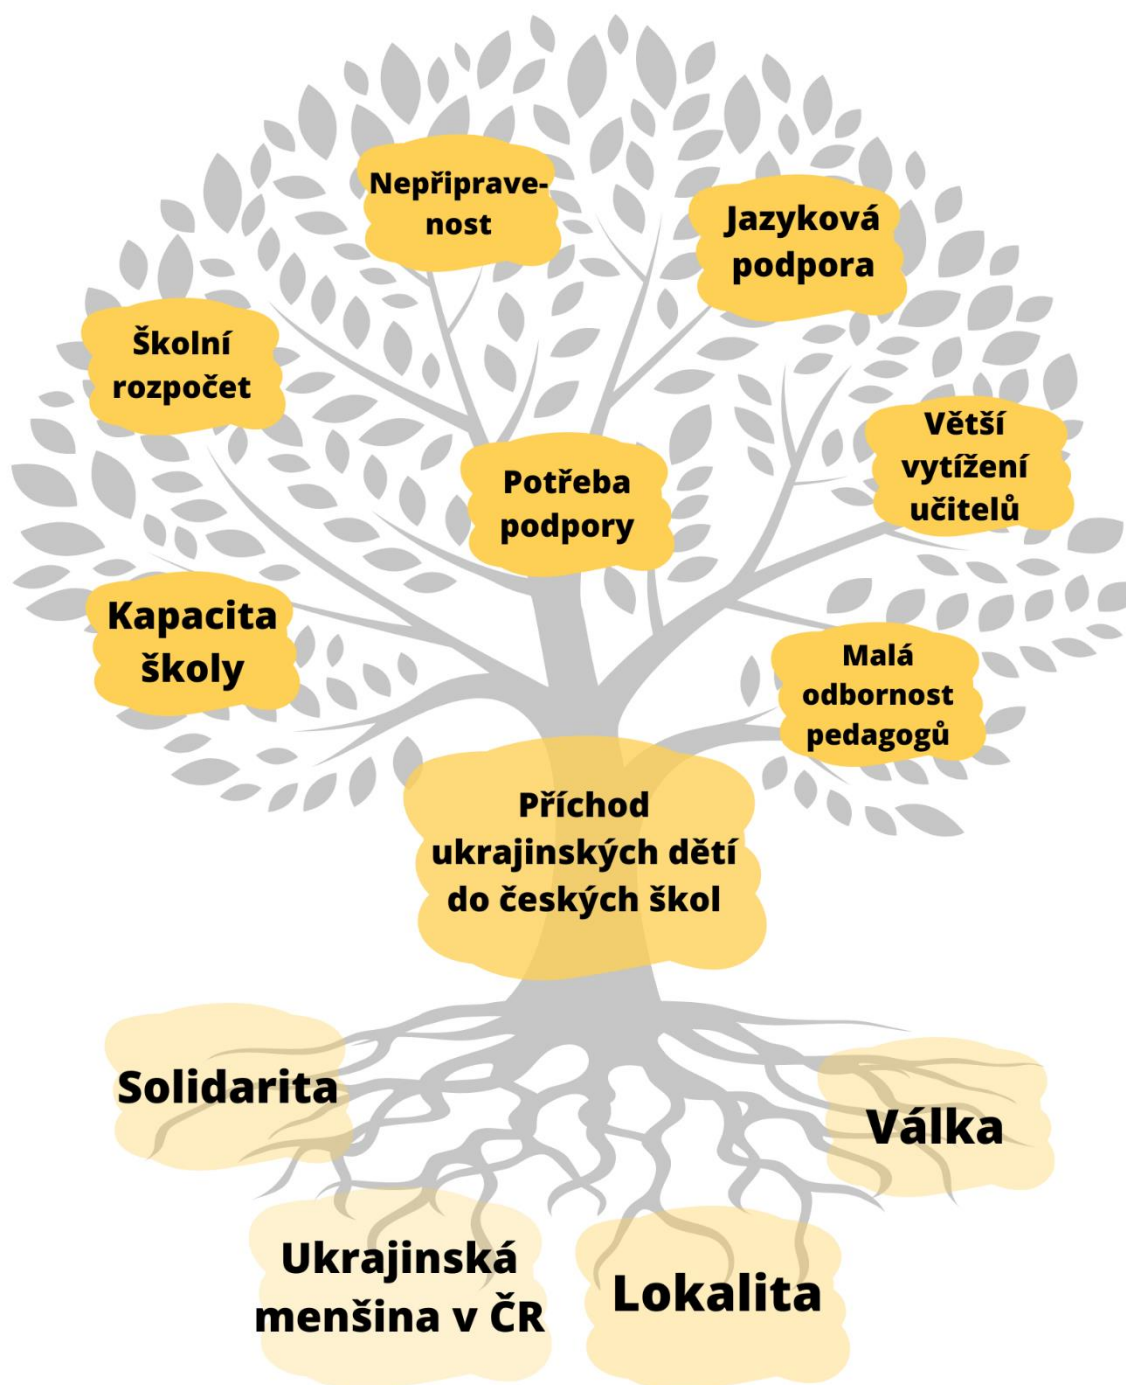 Nepřiprave-
nost
Jazyková
podpora
Školní
rozpočet
Větší
vytížení
učitelů
Potřeba
podpory
Kapacita
školy
Malá
odbornost
pedagogů
Příchod
ukrajinských dětí
do českých škol
Solidarita
Válka
Ukrajinská
menšina v ČR
Lokalita